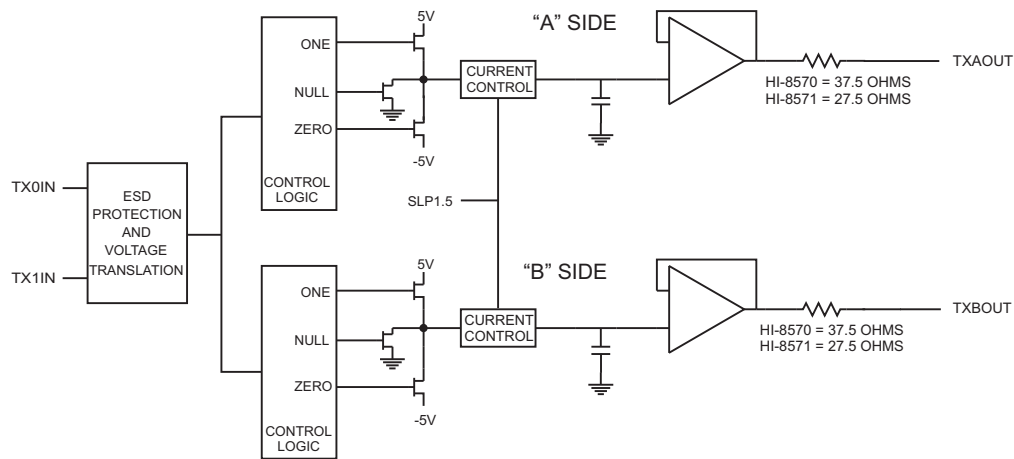 5V
"A" SIDE
ONE
CURRENT
CONTROL
TXAOUT
HI-8570 = 37.5 OHMS
HI-8571 = 27.5 OHMS
NULL
ZERO
-5V
CONTROL
LOGIC
TX0IN
ESD
PROTECTION
AND
VOLTAGE
TRANSLATION
TX1IN
SLP1.5
5V
"B" SIDE
ONE
CURRENT
CONTROL
TXBOUT
HI-8570 = 37.5 OHMS
HI-8571 = 27.5 OHMS
NULL
ZERO
-5V
CONTROL
LOGIC